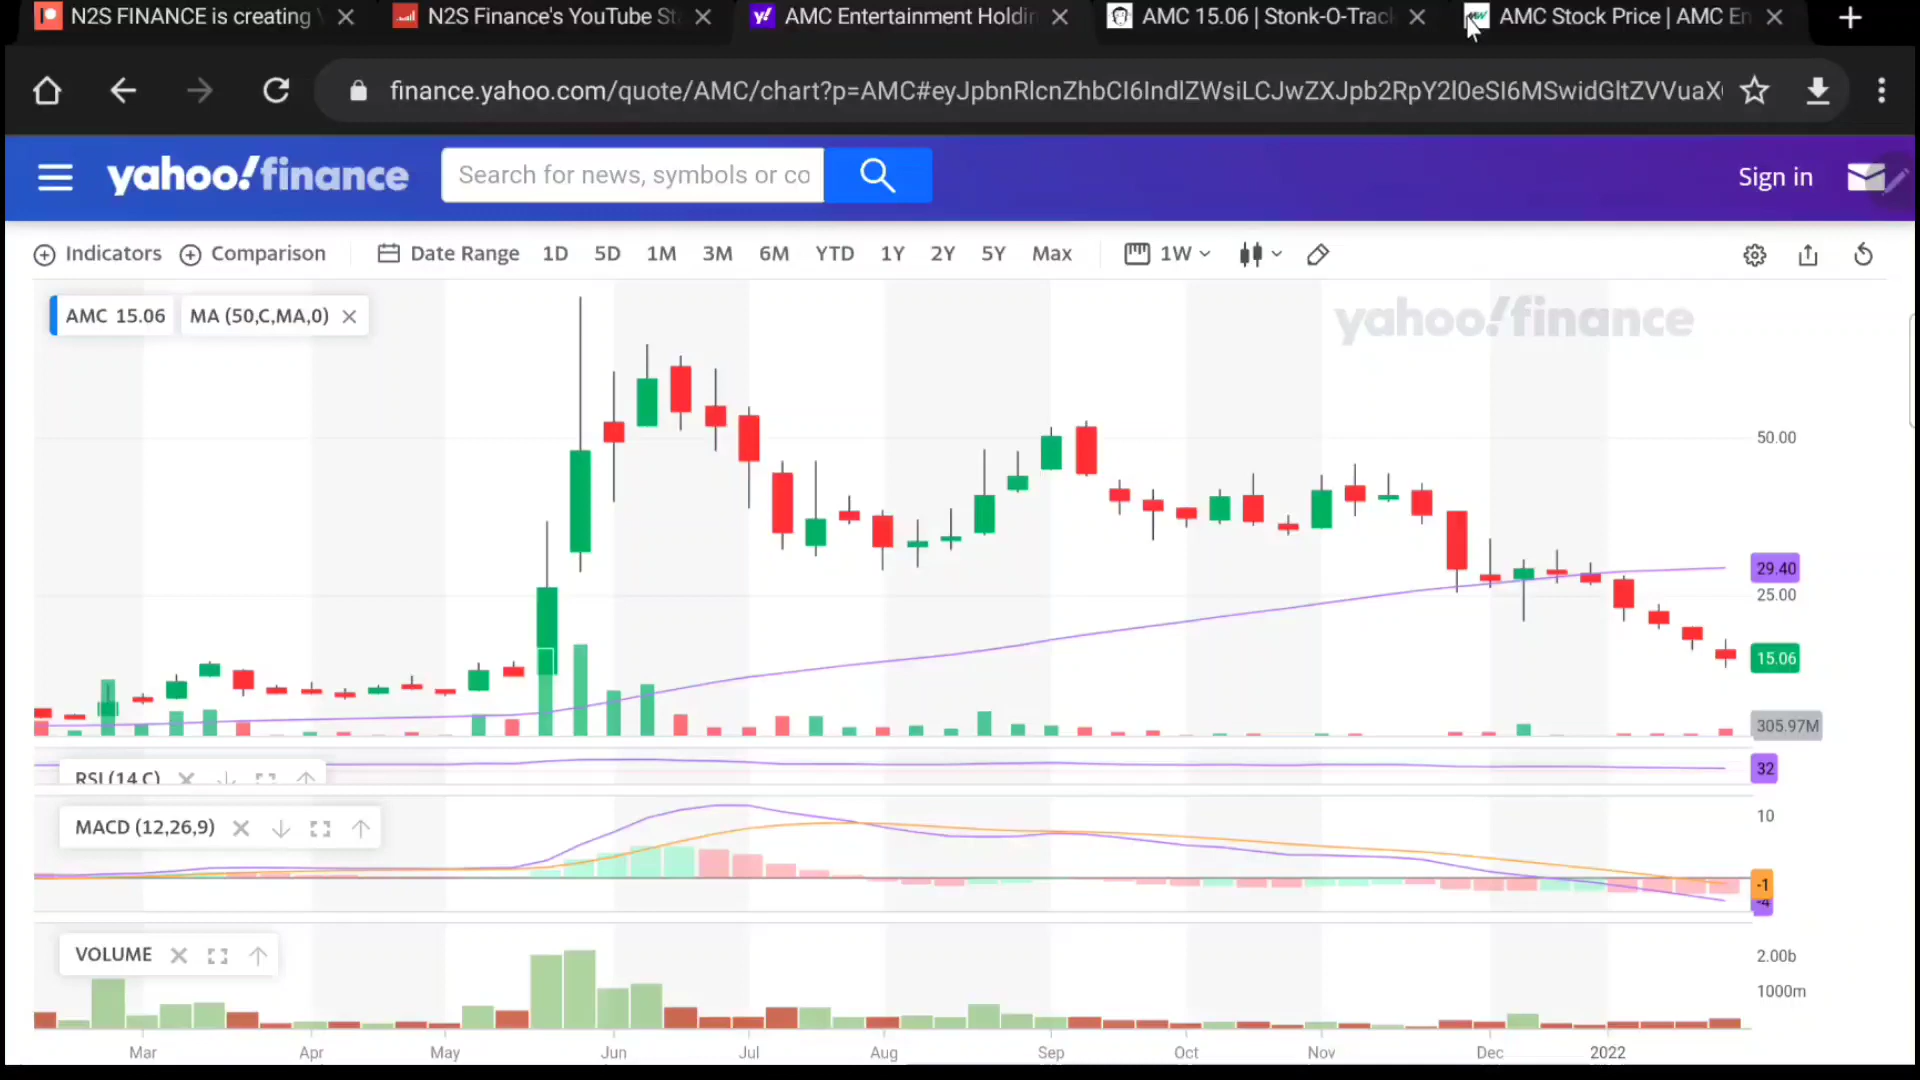 N2S FINANCE is creating
N2S Finance's YouTube St
AMC Entertainment Holdin
AMC 15.06 | Stonk-O-Trac
AMC Stock Price | AMC En
finance.yahoo.com/quote/AMC/chart?p=AMC#eyJpbnRlcnZhbCI6IndlZWsiLCJwZXJpb2RpY2l0eSI6MSwidGltZVVuaX
yahoo!finance
Search for news, symbols or co
Sign in
Indicators Comparison Date Range 1D 5D 1M 3M 6M YTD 1Y 2Y 5Y Max 1W
AMC 15.06 MA (50,C,MA,0)
yahoo!finance
50.00
29.40
25.00
15.06
305.97M
RSI (14,C)
32
MACD (12,26,9)
10
-1
-4
VOLUME
2.00b
1000m
Mar Apr May Jun Jul Aug Sep Oct Nov Dec 2022